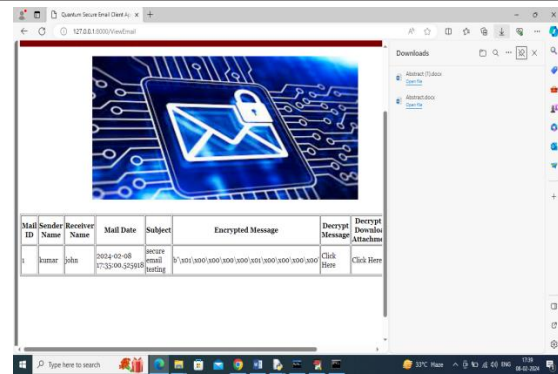 Quantum Secure Email Client Ap
127.0.0.1:8000/ViewEmail
Downloads
Abstract (7).docx
Open file
Abstract.docx
Open file
Mail ID
Sender Name
Receiver Name
Mail Date
Subject
Encrypted Message
Decrypt Message
Decrypt Downloa Attachme
1
kumar
john
2024-02-08
17:35:00.525918
secure
email
testing
b'\x01\x00\x00\x00\x00\x01\x00\x00\x00\x00'
Click
Here
Click Here
Type here to search
33°C Haze
ENG
17:39
08-02-2024